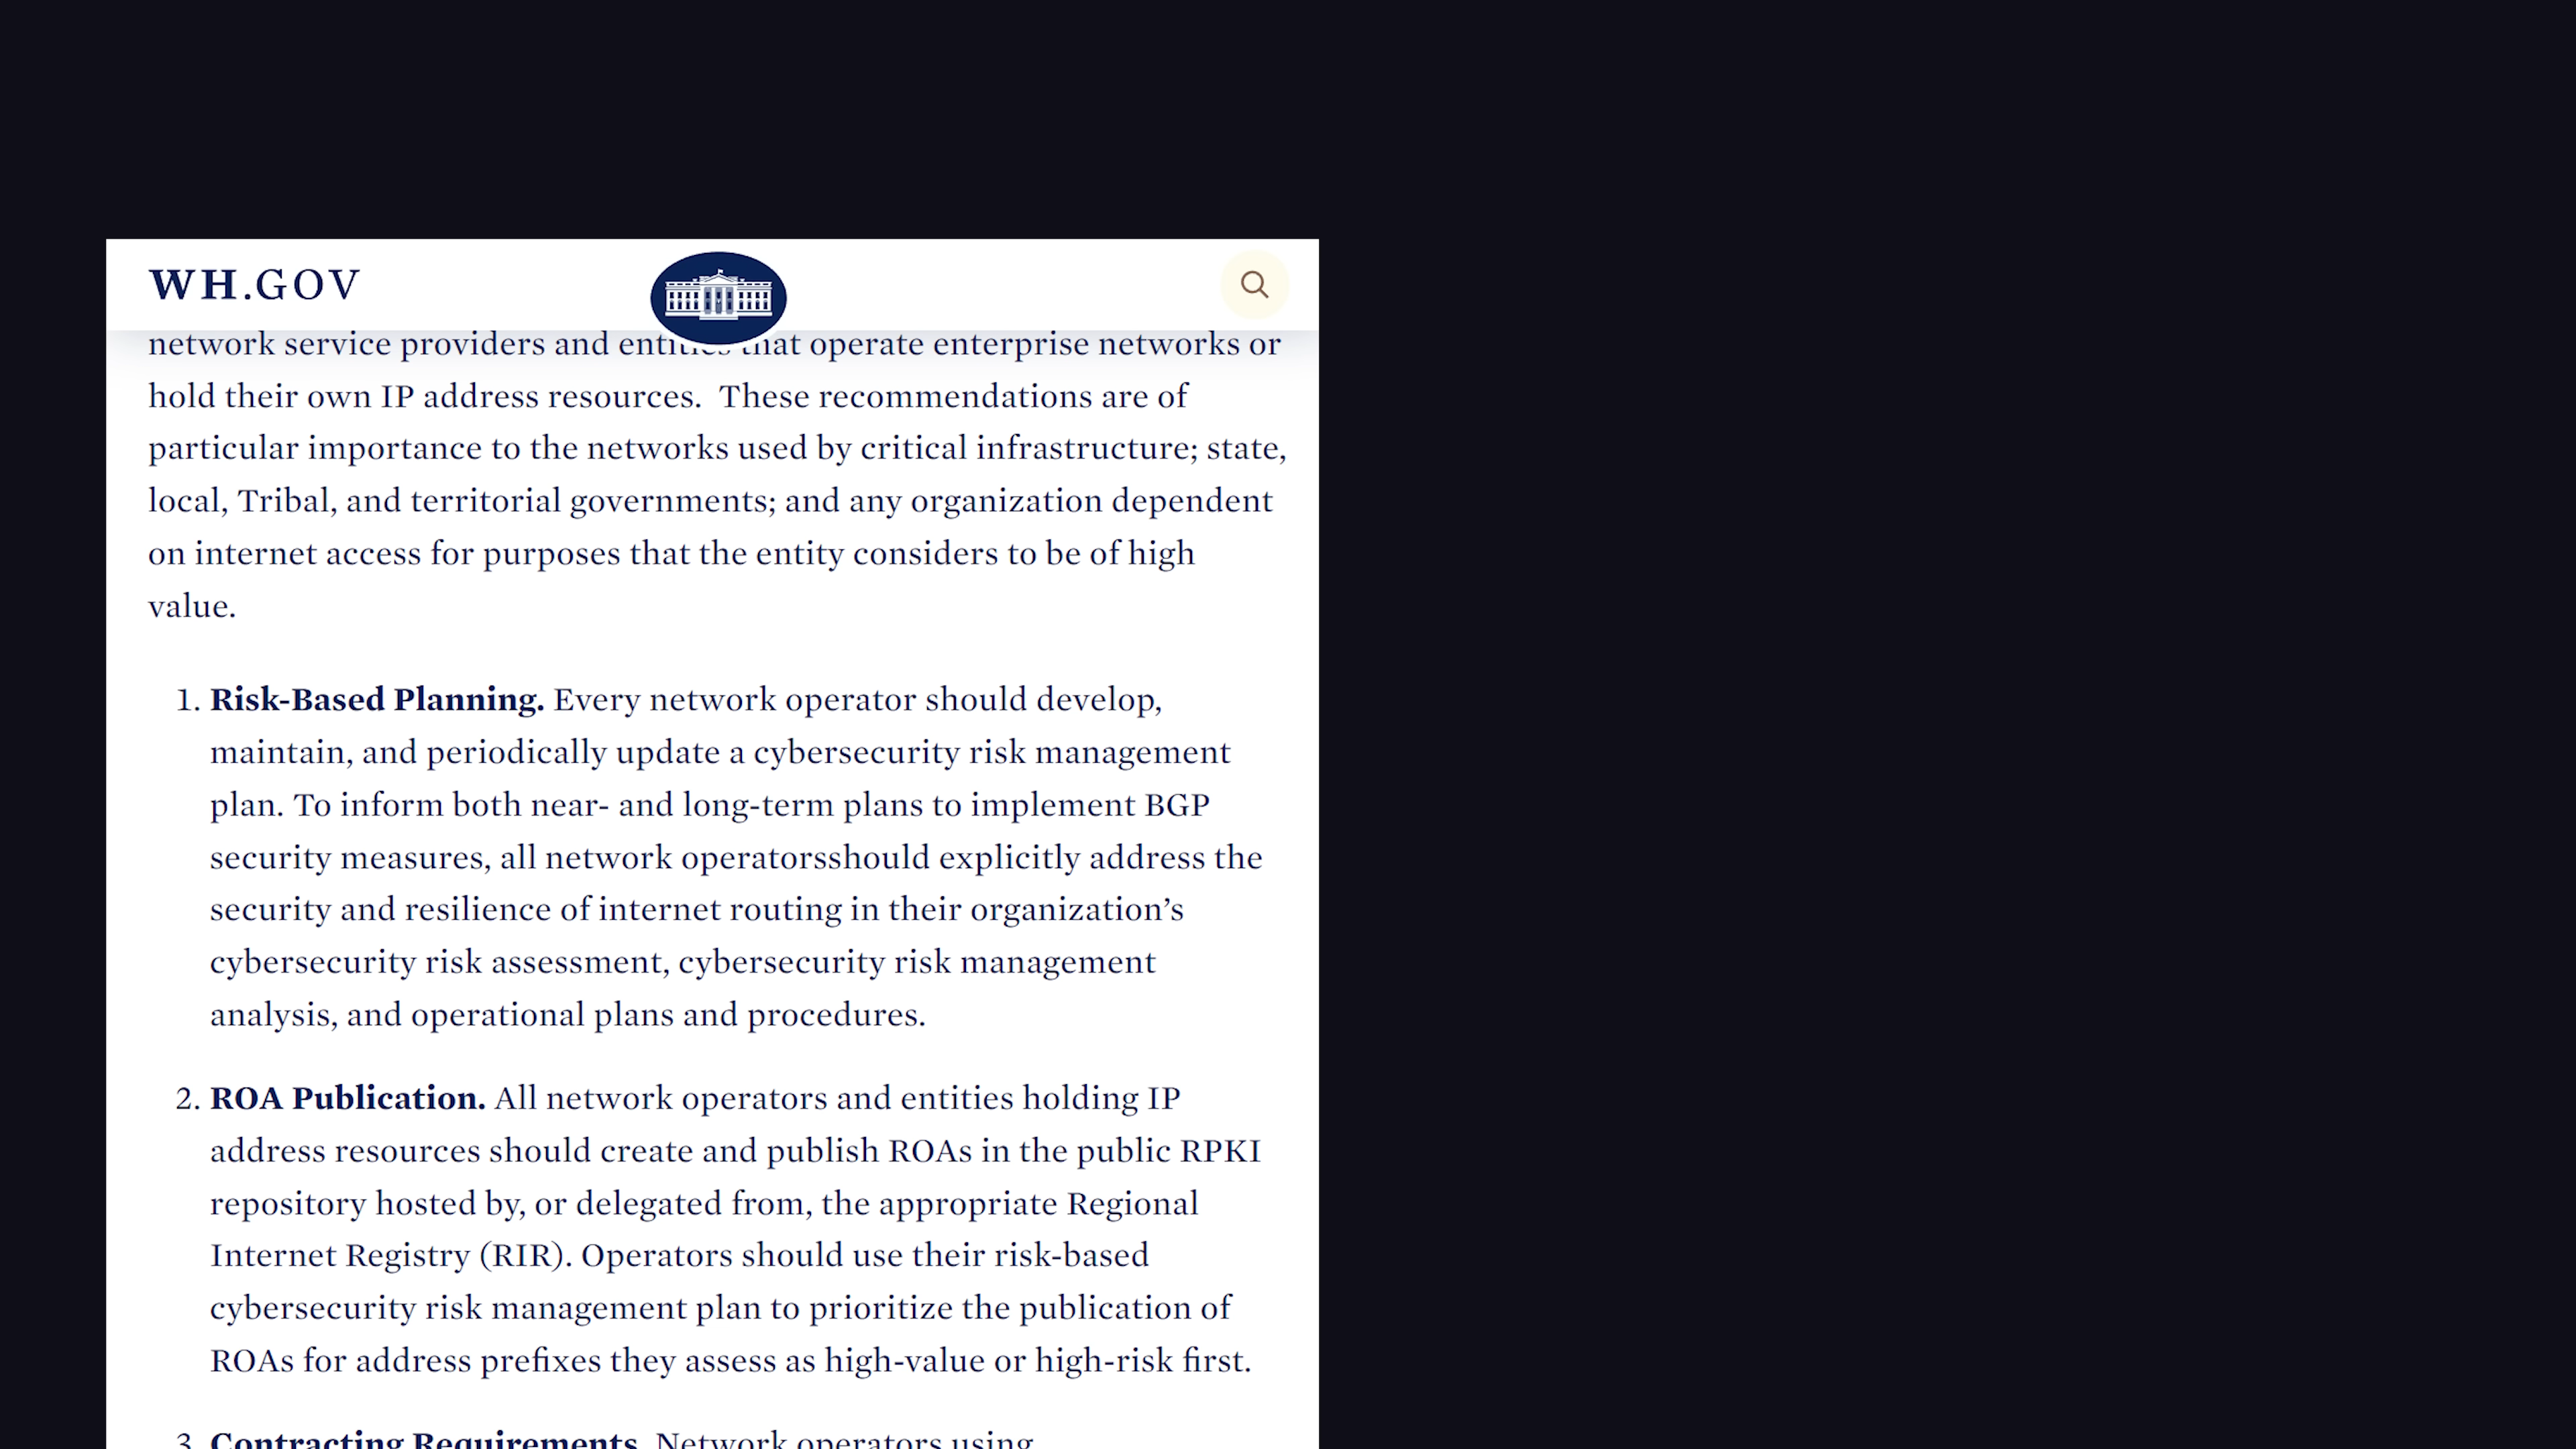 WH.GOV
network service providers and entities that operate enterprise networks or
hold their own IP address resources.  These recommendations are of
particular importance to the networks used by critical infrastructure; state,
local, Tribal, and territorial governments; and any organization dependent
on internet access for purposes that the entity considers to be of high
value.
1. Risk-Based Planning. Every network operator should develop,
maintain, and periodically update a cybersecurity risk management
plan. To inform both near- and long-term plans to implement BGP
security measures, all network operatorsshould explicitly address the
security and resilience of internet routing in their organization’s
cybersecurity risk assessment, cybersecurity risk management
analysis, and operational plans and procedures.
2. ROA Publication. All network operators and entities holding IP
address resources should create and publish ROAs in the public RPKI
repository hosted by, or delegated from, the appropriate Regional
Internet Registry (RIR). Operators should use their risk-based
cybersecurity risk management plan to prioritize the publication of
ROAs for address prefixes they assess as high-value or high-risk first.
3. Contracting Requirements. Network operators using